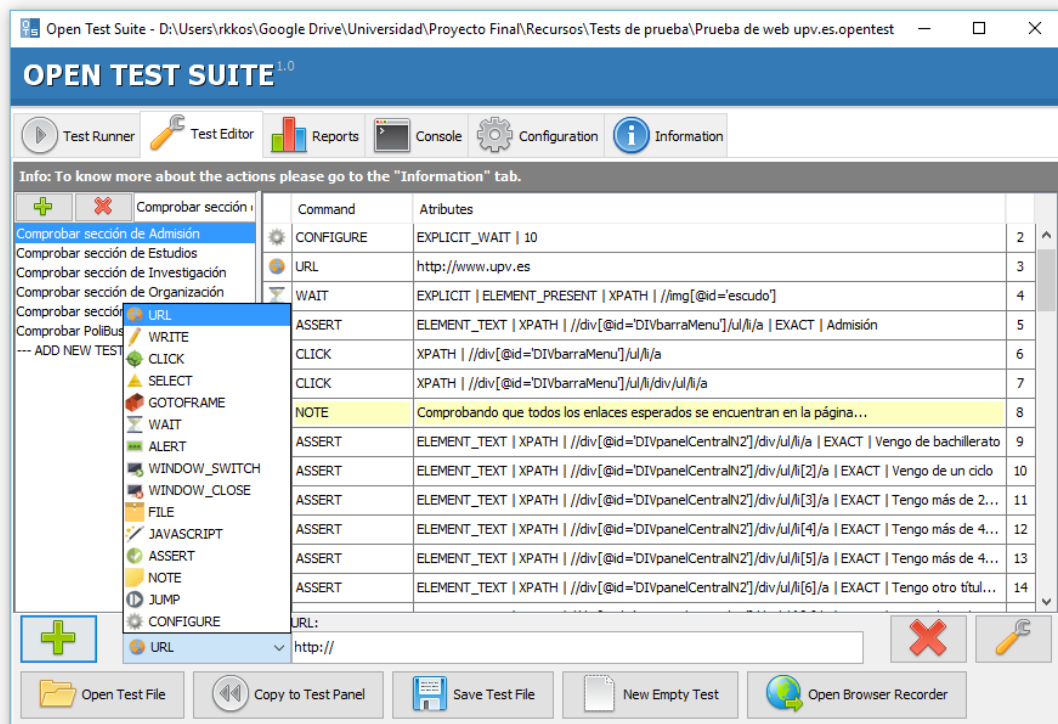 Open Test Suite - D:\Users\rkkos\Google Drive\Universidad\Proyecto Final\Recursos\Tests de prueba\Prueba de web upv.es.opentest
OPEN TEST SUITE 1.0
Test Runner
Test Editor
Reports
Console
Configuration
Information
Info: To know more about the actions please go to the "Information" tab.
Comprobar sección
Comprobar sección de Admisión
Comprobar sección de Estudios
Comprobar sección de Investigación
Comprobar sección de Organización
Comprobar sección
Comprobar PoliBus
--- ADD NEW TEST
Command Atributes
CONFIGURE EXPLICIT_WAIT | 10 2
URL http://www.upv.es 3
WAIT EXPLICIT | ELEMENT_PRESENT | XPATH | //img[@id='escudo'] 4
ASSERT ELEMENT_TEXT | XPATH | //div[@id='DIVbarraMenu']/ul/li/a | EXACT | Admisión 5
CLICK XPATH | //div[@id='DIVbarraMenu']/ul/li/a 6
CLICK XPATH | //div[@id='DIVbarraMenu']/ul/li/div/ul/li/a 7
NOTE Comprobando que todos los enlaces esperados se encuentran en la página... 8
ASSERT ELEMENT_TEXT | XPATH | //div[@id='DIVpanelCentralN2']/div/ul/li/a | EXACT | Vengo de bachillerato 9
ASSERT ELEMENT_TEXT | XPATH | //div[@id='DIVpanelCentralN2']/div/ul/li[2]/a | EXACT | Vengo de un ciclo 10
ASSERT ELEMENT_TEXT | XPATH | //div[@id='DIVpanelCentralN2']/div/ul/li[3]/a | EXACT | Tengo más de 2... 11
ASSERT ELEMENT_TEXT | XPATH | //div[@id='DIVpanelCentralN2']/div/ul/li[4]/a | EXACT | Tengo más de 4... 12
ASSERT ELEMENT_TEXT | XPATH | //div[@id='DIVpanelCentralN2']/div/ul/li[5]/a | EXACT | Tengo más de 4... 13
ASSERT ELEMENT_TEXT | XPATH | //div[@id='DIVpanelCentralN2']/div/ul/li[6]/a | EXACT | Tengo otro títul... 14
URL
WRITE
CLICK
SELECT
GOTOFRAME
WAIT
ALERT
WINDOW_SWITCH
WINDOW_CLOSE
FILE
JAVASCRIPT
ASSERT
NOTE
JUMP
CONFIGURE
URL:
URL
http://
Open Test File
Copy to Test Panel
Save Test File
New Empty Test
Open Browser Recorder